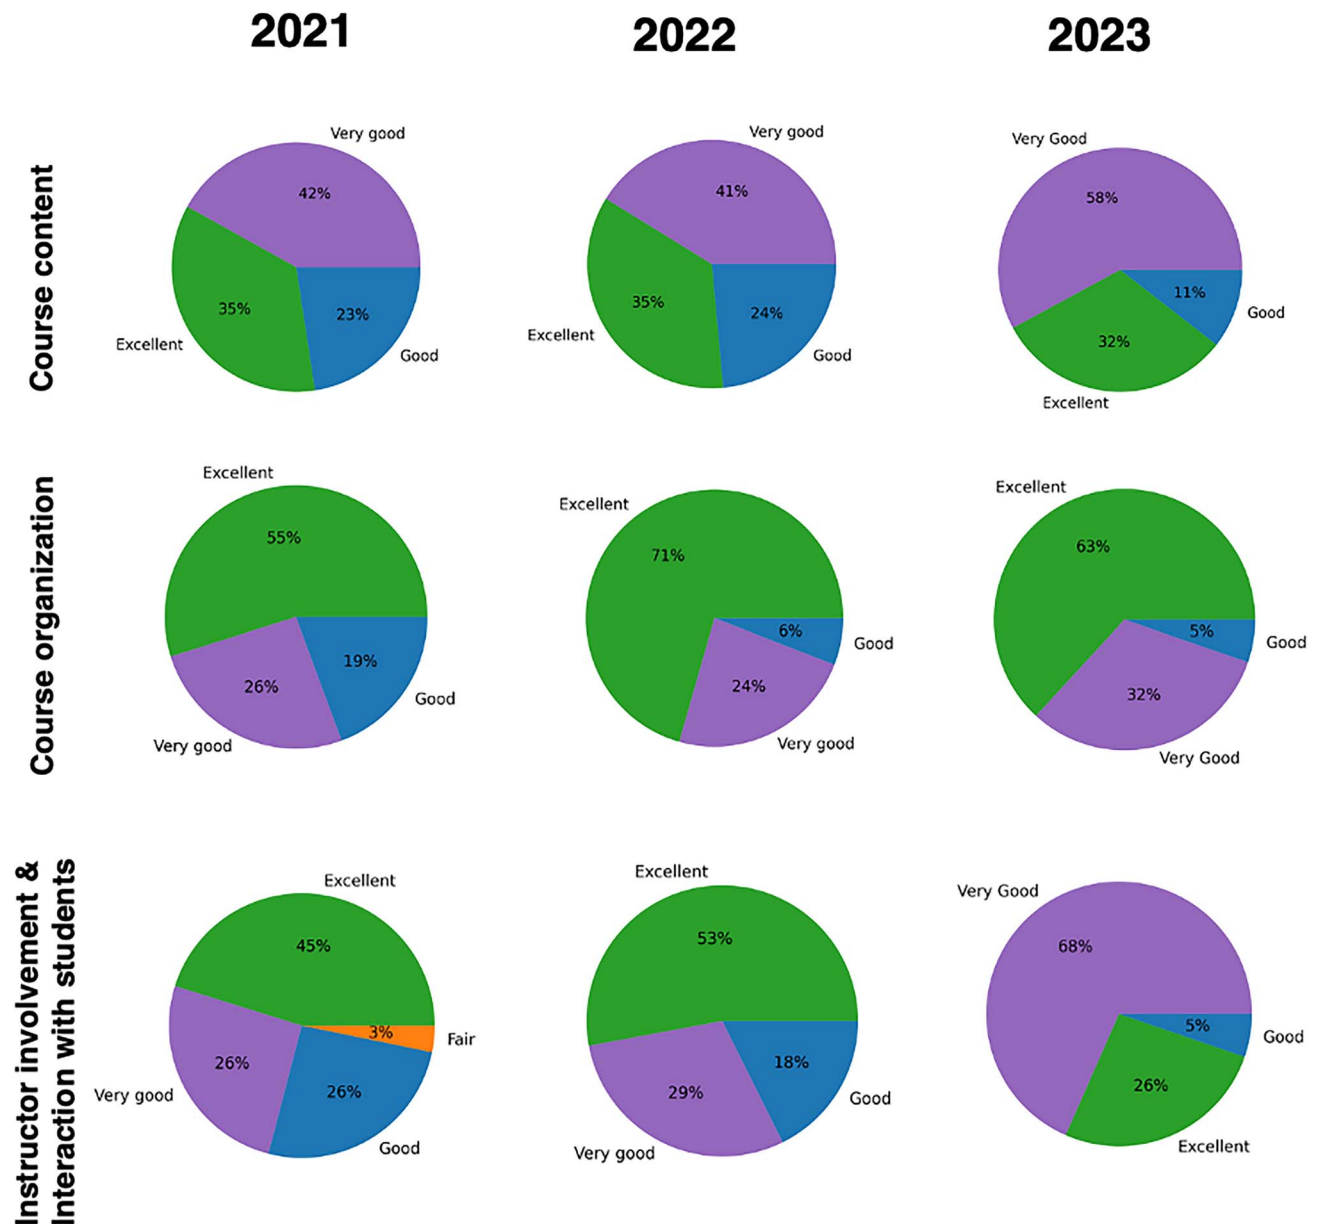 2021
2022
2023
Course content
Very good
42%
35%
23%
Excellent
Good
Very good
41%
35%
24%
Excellent
Good
Very Good
58%
11%
Good
32%
Excellent
Course organization
Excellent
55%
19%
26%
Good
Very good
Excellent
71%
6%
Good
24%
Very good
Excellent
63%
5%
Good
32%
Very Good
Instructor involvement &
Interaction with students
Excellent
45%
3%
Fair
26%
26%
Very good
Good
Excellent
53%
18%
29%
Good
Very good
Very Good
68%
5%
Good
26%
Excellent